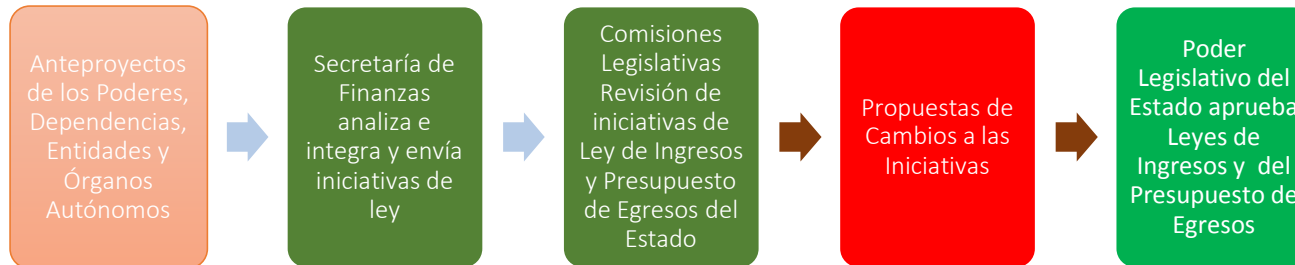 Anteproyectos
de los Poderes,
Dependencias,
Entidades y
Órganos
Autónomos
Secretaría de
Finanzas
analiza e
integra y envía
iniciativas de
ley
Comisiones
Legislativas
Revisión de
iniciativas de
Ley de Ingresos
y Presupuesto
de Egresos del
Estado
Propuestas de
Cambios a las
Iniciativas
Poder
Legislativo del
Estado aprueba
Leyes de
Ingresos y del
Presupuesto de
Egresos